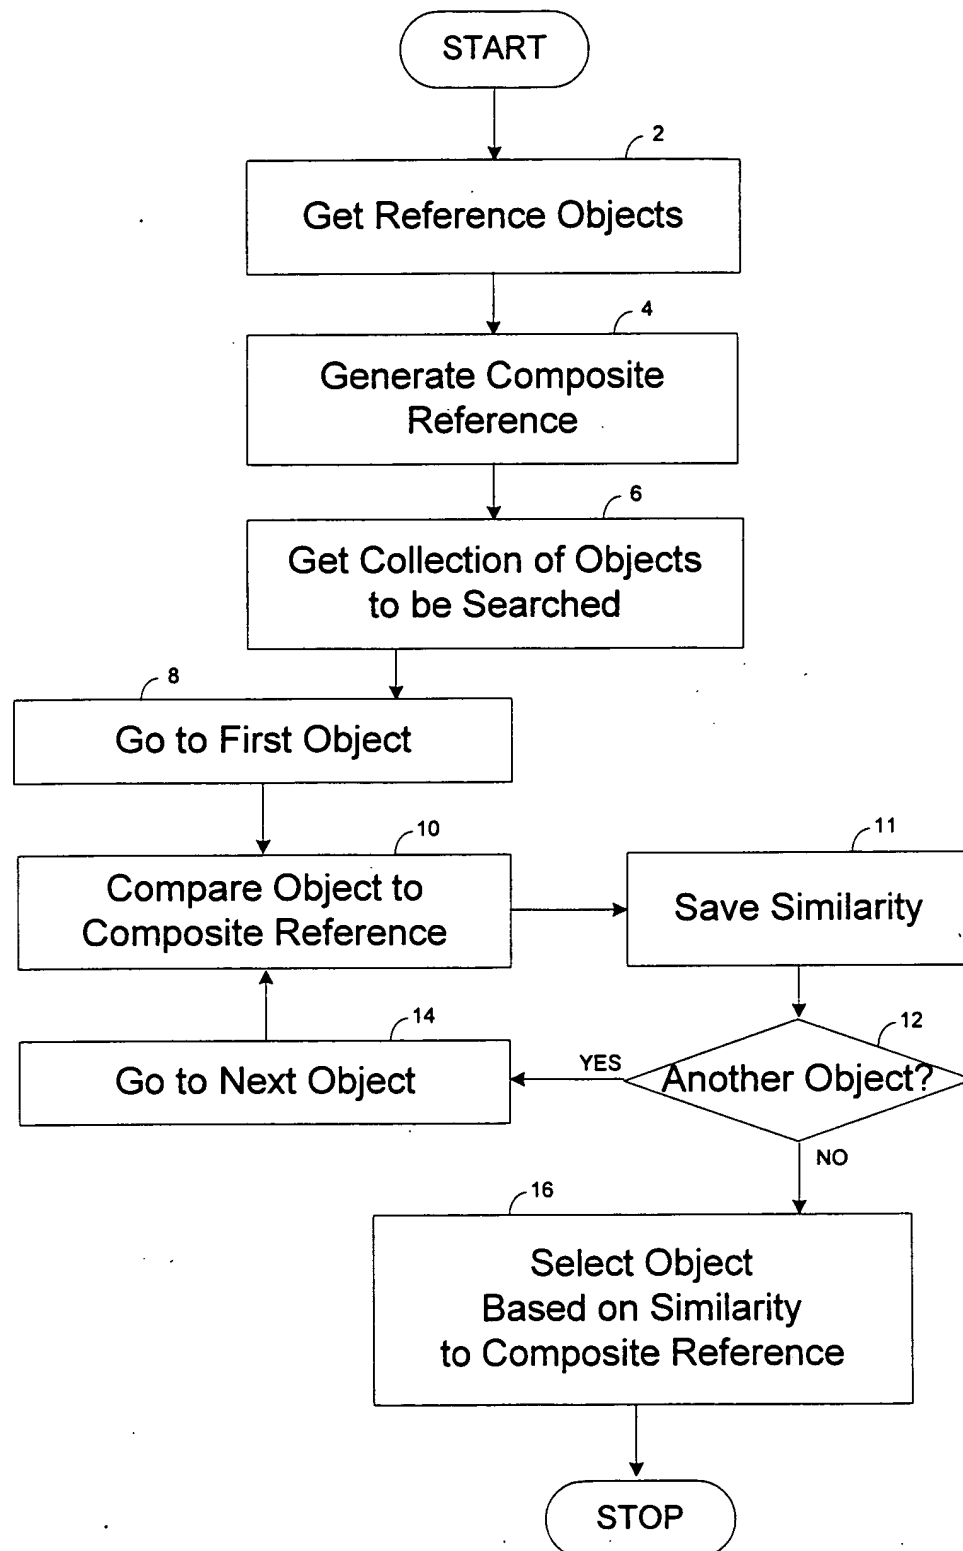 START
2
Get Reference Objects
4
Generate Composite
Reference
6
Get Collection of Objects
to be Searched
8
Go to First Object
10
Compare Object to
Composite Reference
11
Save Similarity
12
Another Object?
YES
14
Go to Next Object
NO
16
Select Object
Based on Similarity
to Composite Reference
STOP